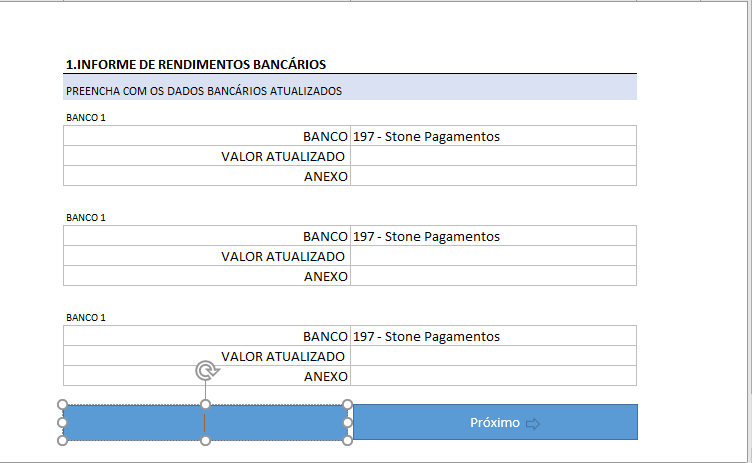 1.INFORME DE RENDIMENTOS BANCÁRIOS
PREENCHA COM OS DADOS BANCÁRIOS ATUALIZADOS
BANCO 1
BANCO 197 - Stone Pagamentos
VALOR ATUALIZADO
ANEXO
BANCO 1
BANCO 197 - Stone Pagamentos
VALOR ATUALIZADO
ANEXO
BANCO 1
BANCO 197 - Stone Pagamentos
VALOR ATUALIZADO
ANEXO
Próximo